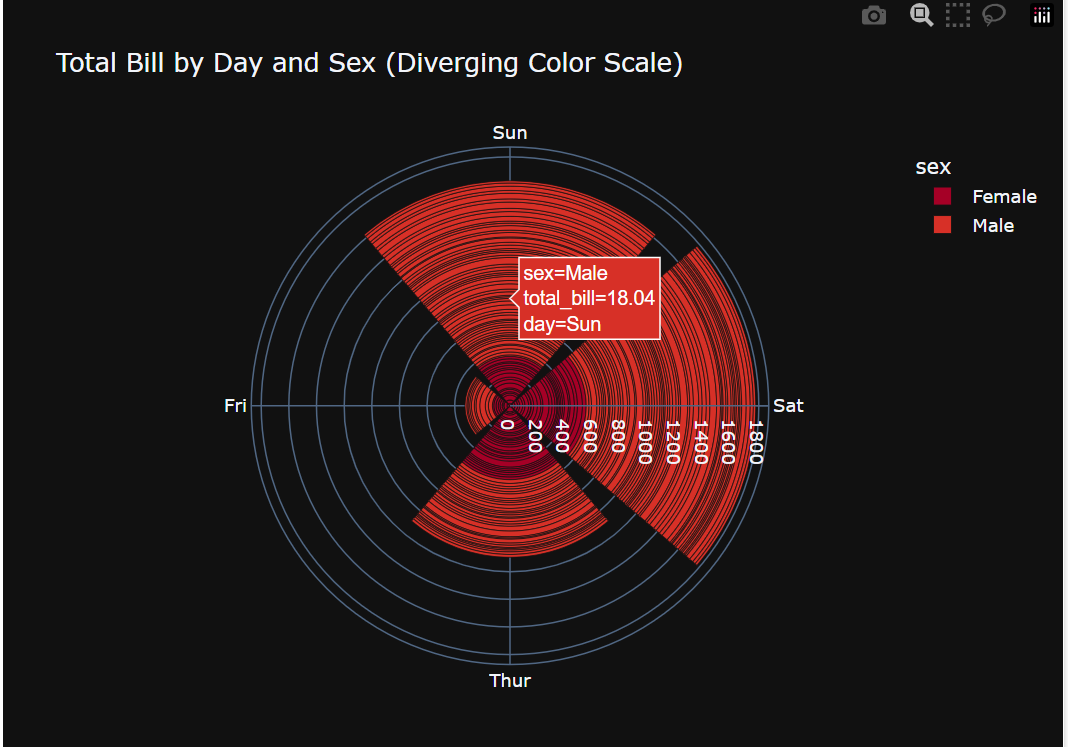 Total Bill by Day and Sex (Diverging Color Scale)
Sun
sex
Female
Male
sex=Male
total_bill=18.04
day=Sun
Fri
Sat
0
200
400
600
800
1000
1200
1400
1600
1800
Thur